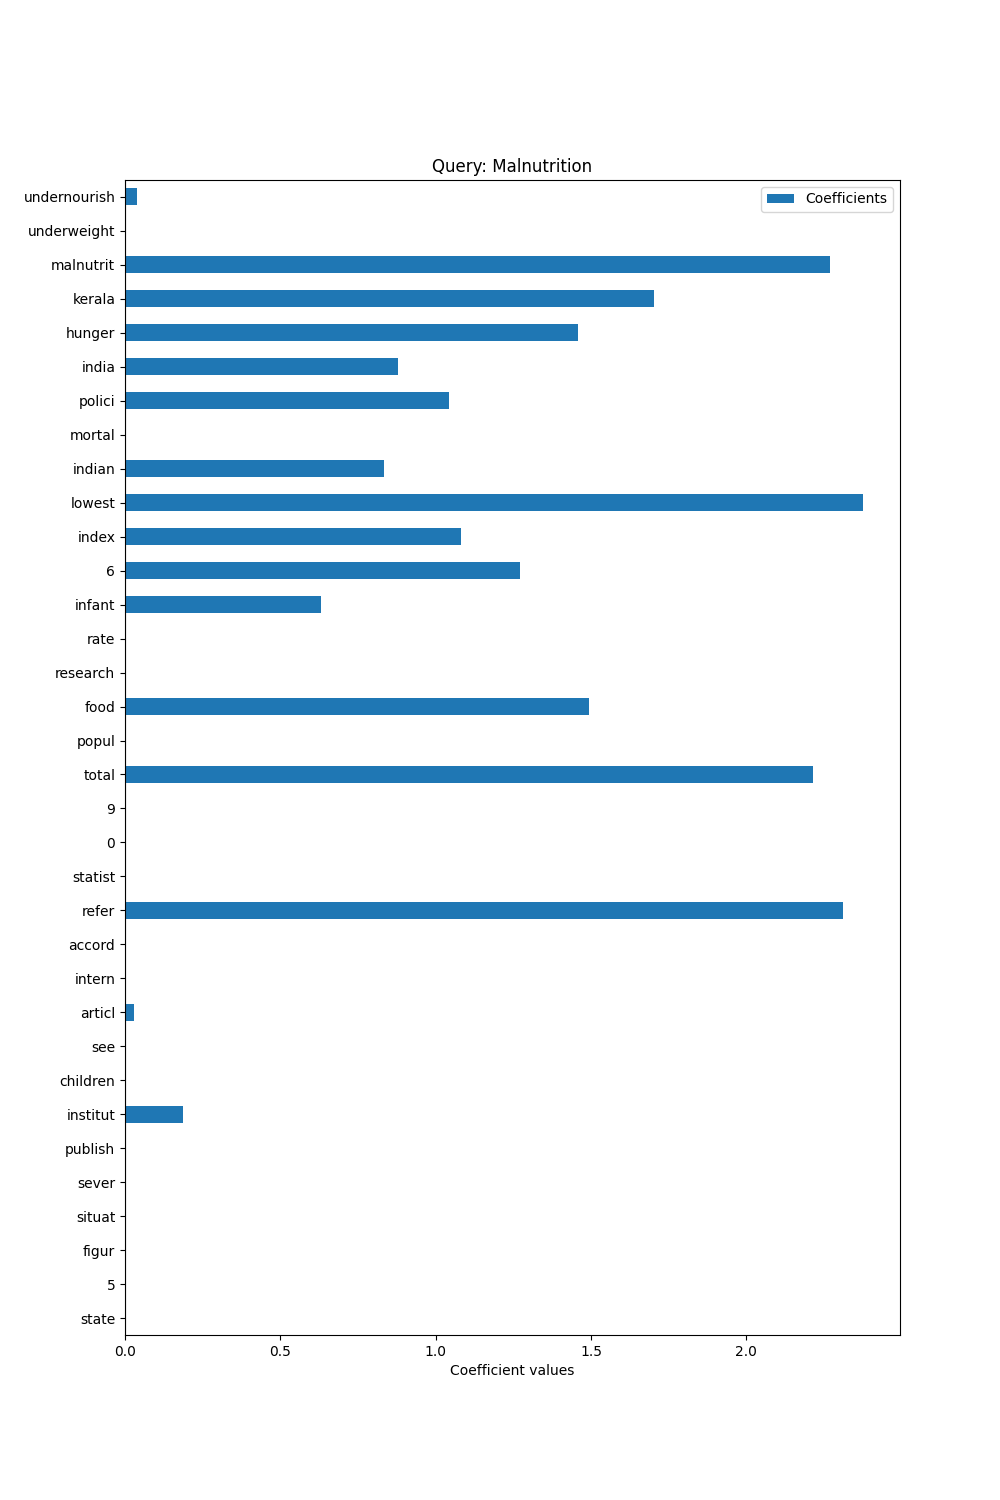 Query: Malnutrition
Coefficients
undernourish
underweight
malnutrit
kerala
hunger
india
polici
mortal
indian
lowest
index
6
infant
rate
research
food
popul
total
9
0
statist
refer
accord
intern
articl
see
children
institut
publish
sever
situat
figur
5
state
0.0 0.5 1.0 1.5 2.0
Coefficient values